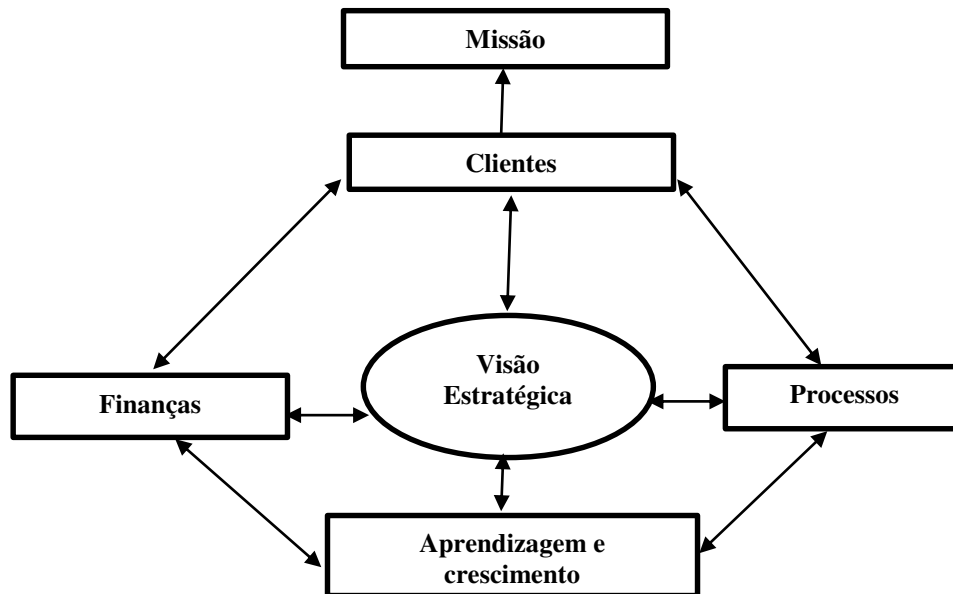 Missão
Clientes
Visão
Estratégica
Finanças
Processos
Aprendizagem e
crescimento